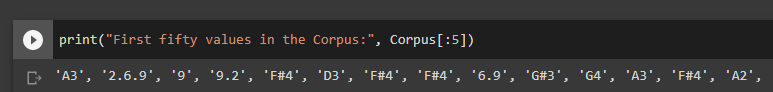 print("First fifty values in the Corpus:", Corpus[:5])
'A3', '2.6.9', '9', '9.2', 'F#4', 'D3', 'F#4', 'F#4', '6.9', 'G#3', 'G4', 'A3', 'F#4', 'A2',